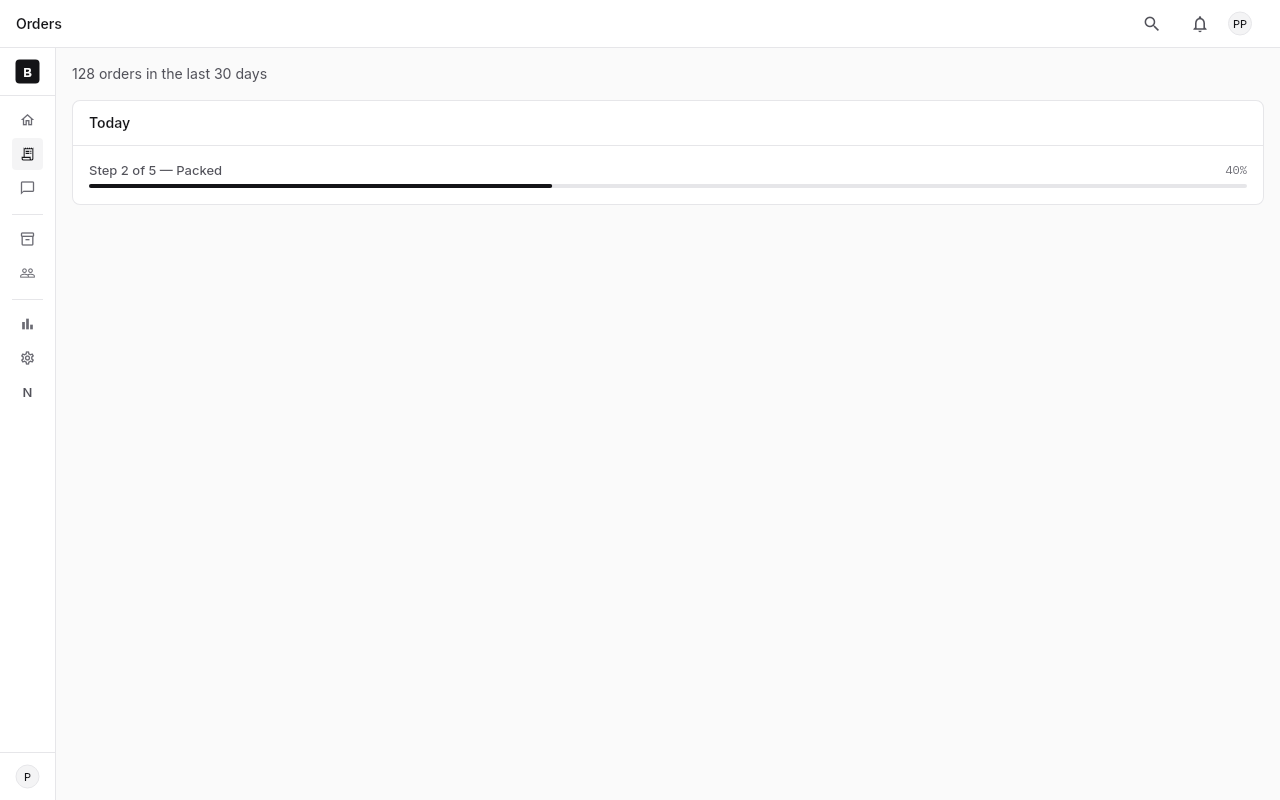 Orders
PP
B
128 orders in the last 30 days
Today
Step 2 of 5 — Packed
40%
N
P